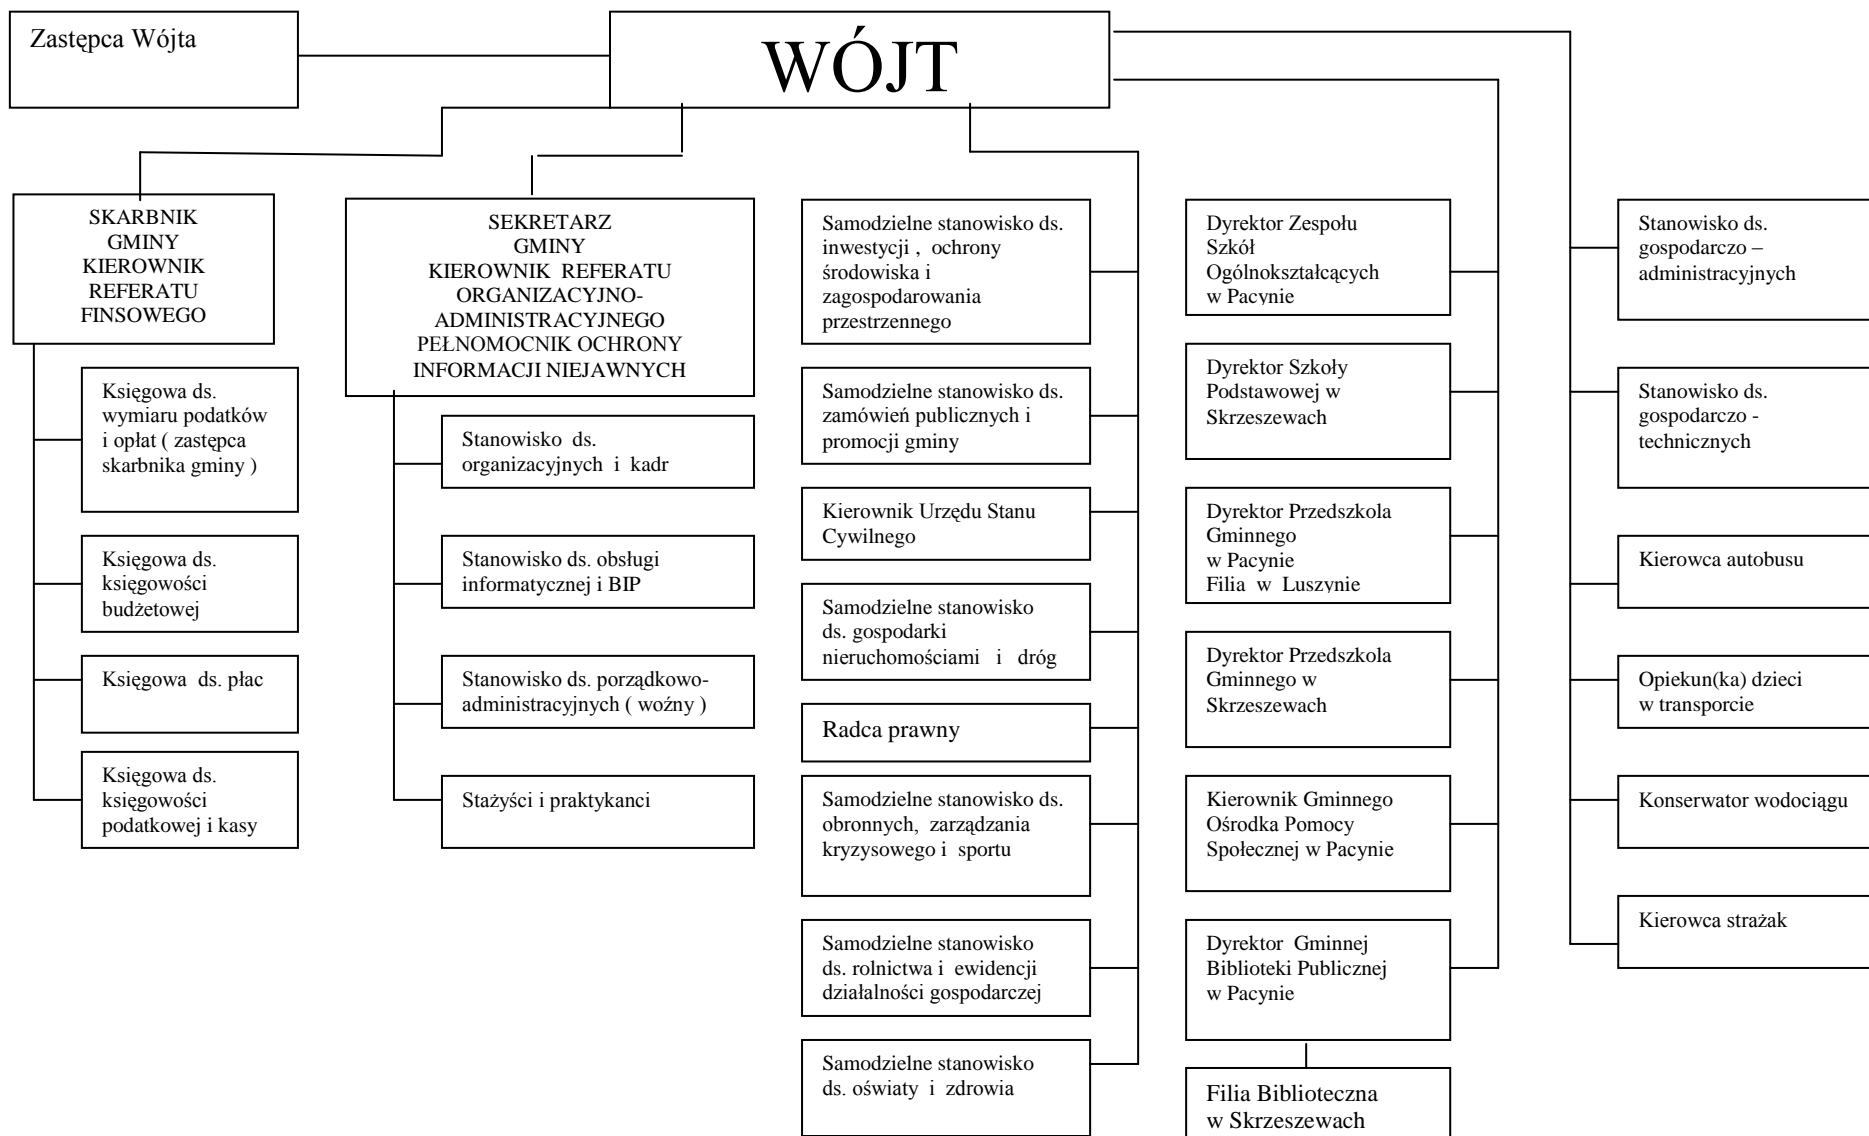 Zastępca Wójta
WÓJT
SKARBNIK
GMINY
KIEROWNIK
REFERATU
FINSOWEGO
Księgowa ds.
wymiaru podatków
i opłat ( zastępca
skarbnika gminy )
Księgowa ds.
księgowości
budżetowej
Księgowa ds. płac
Księgowa ds.
księgowości
podatkowej i kasy
SEKRETARZ
GMINY
KIEROWNIK REFERATU
ORGANIZACYJNO-
ADMINISTRACYJNEGO
PEŁNOMOCNIK OCHRONY
INFORMACJI NIEJAWNYCH
Stanowisko ds.
organizacyjnych i kadr
Stanowisko ds. obsługi
informatycznej i BIP
Stanowisko ds. porządkowo-
administracyjnych ( woźny )
Stażyści i praktykanci
Samodzielne stanowisko ds.
inwestycji , ochrony
środowiska i
zagospodarowania
przestrzennego
Samodzielne stanowisko ds.
zamówień publicznych i
promocji gminy
Kierownik Urzędu Stanu
Cywilnego
Samodzielne stanowisko
ds. gospodarki
nieruchomościami i dróg
Radca prawny
Samodzielne stanowisko ds.
obronnych, zarządzania
kryzysowego i sportu
Samodzielne stanowisko
ds. rolnictwa i ewidencji
działalności gospodarczej
Samodzielne stanowisko
ds. oświaty i zdrowia
Dyrektor Zespołu
Szkół
Ogólnokształcących
w Pacynie
Dyrektor Szkoły
Podstawowej w
Skrzeszewach
Dyrektor Przedszkola
Gminnego
w Pacynie
Filia w Luszynie
Dyrektor Przedszkola
Gminnego w
Skrzeszewach
Kierownik Gminnego
Ośrodka Pomocy
Społecznej w Pacynie
Dyrektor Gminnej
Biblioteki Publicznej
w Pacynie
Filia Biblioteczna
w Skrzeszewach
Stanowisko ds.
gospodarczo –
administracyjnych
Stanowisko ds.
gospodarczo -
technicznych
Kierowca autobusu
Opiekun(ka) dzieci
w transporcie
Konserwator wodociągu
Kierowca strażak